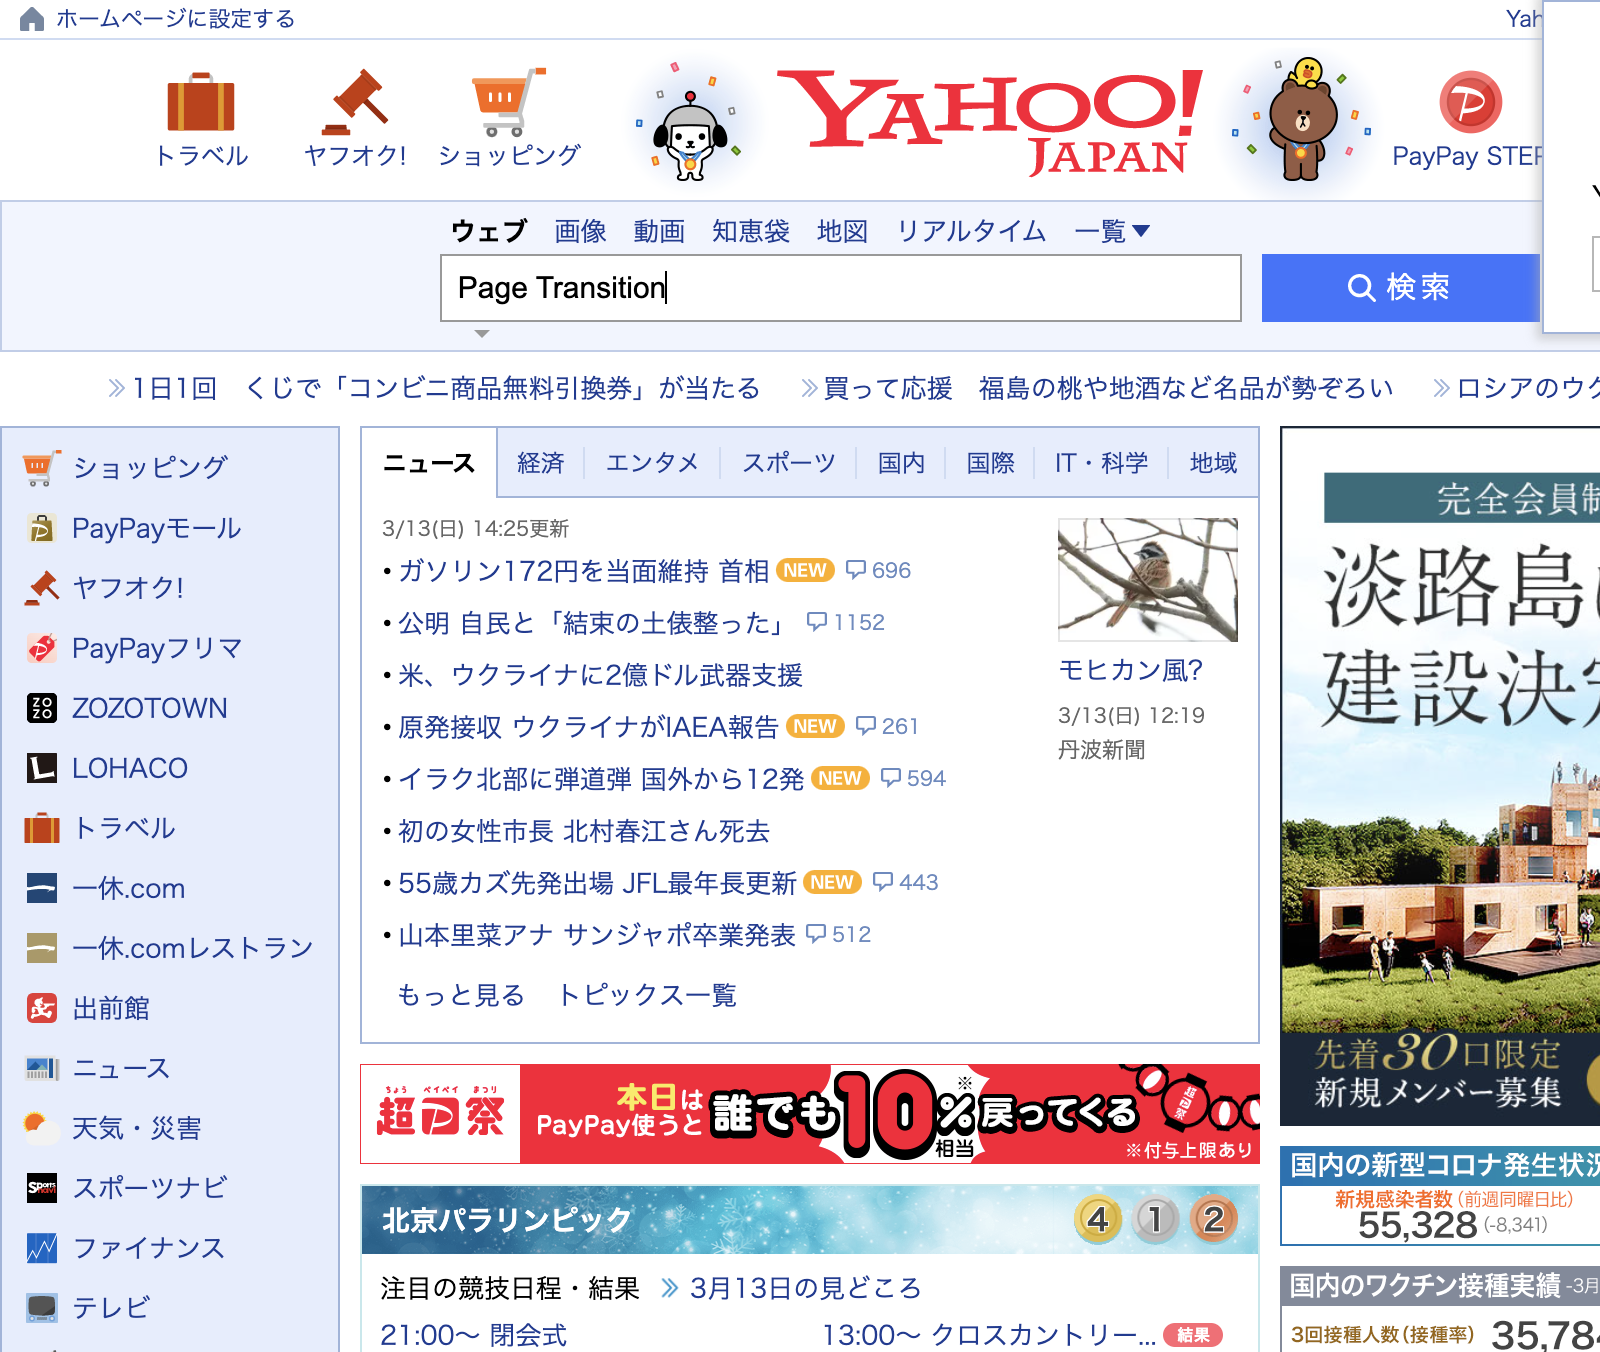 ホームページに設定する
Yah
トラベル
ヤフオク!
ショッピング
YAHOO!
JAPAN
PayPay STEP
ウェブ 画像 動画 知恵袋 地図 リアルタイム 一覧▼
Page Transition
検索
1日1回 くじで「コンビニ商品無料引換券」が当たる
買って応援 福島の桃や地酒など名品が勢ぞろい
ロシアのウク
ショッピング
PayPayモール
ヤフオク!
PayPayフリマ
ZOZOTOWN
LOHACO
トラベル
一休.com
一休.comレストラン
出前館
ニュース
天気・災害
スポーツナビ
ファイナンス
テレビ
ニュース 経済 エンタメ スポーツ 国内 国際 IT・科学 地域
3/13(日) 14:25更新
ガソリン172円を当面維持 首相 NEW 696
公明 自民と「結束の土俵整った」 1152
米、ウクライナに2億ドル武器支援
原発接収 ウクライナがIAEA報告 NEW 261
イラク北部に弾道弾 国外から12発 NEW 594
初の女性市長 北村春江さん死去
55歳カズ先発出場 JFL最年長更新 NEW 443
山本里菜アナ サンジャポ卒業発表 512
もっと見る トピックス一覧
モヒカン風?
3/13(日) 12:19
丹波新聞
ちょう ペイペイ まつり
超P祭
本日は
PayPay使うと
誰でも10%戻ってくる
※
相当
※付与上限あり
超P祭
北京パラリンピック
4 1 2
注目の競技日程・結果 3月13日の見どころ
21:00～ 閉会式
13:00～ クロスカントリー... 結果
完全会員制
淡路島に
建設決定
先着30口限定
新規メンバー募集
国内の新型コロナ発生状況
新規感染者数(前週同曜日比)
55,328(-8,341)
国内のワクチン接種実績 -3月
3回接種人数(接種率) 35,784